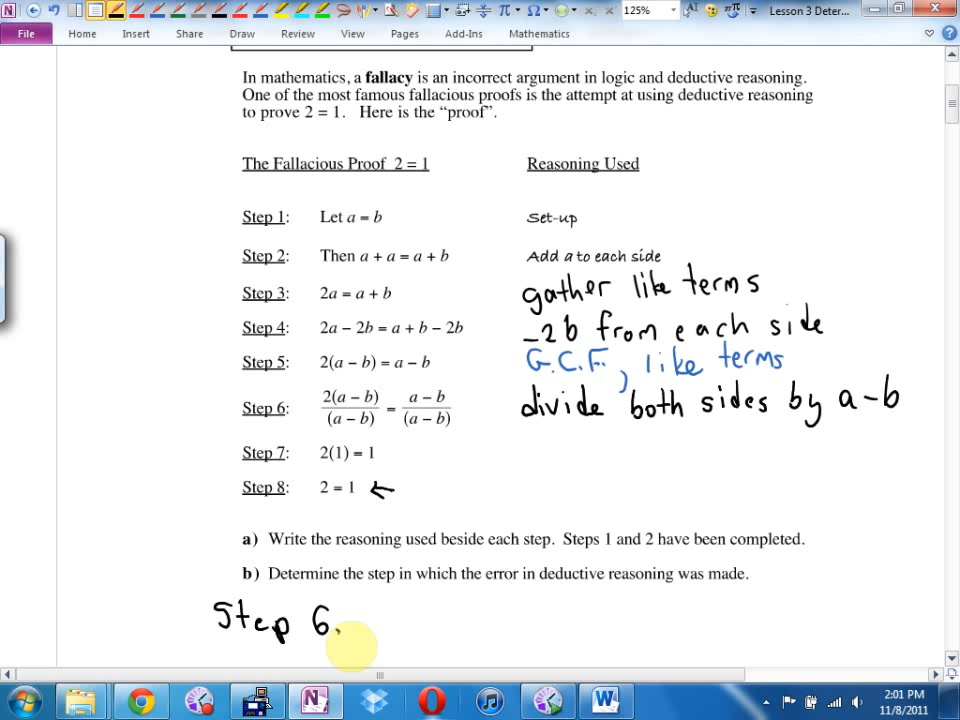 125%
Lesson 3 Deter...
File Home Insert Share Draw Review View Pages Add-Ins Mathematics
In mathematics, a fallacy is an incorrect argument in logic and deductive reasoning.
One of the most famous fallacious proofs is the attempt at using deductive reasoning
to prove 2 = 1. Here is the “proof”.
The Fallacious Proof 2 = 1 Reasoning Used
Step 1: Let a = b Set-up
Step 2: Then a + a = a + b Add a to each side
Step 3: 2a = a + b gather like terms
Step 4: 2a − 2b = a + b − 2b −2b from each side
Step 5: 2(a − b) = a − b G.C.F., like terms
Step 6: 2(a − b)/(a − b) = a − b/(a − b) divide both sides by a−b
Step 7: 2(1) = 1
Step 8: 2 = 1 ←
a) Write the reasoning used beside each step. Steps 1 and 2 have been completed.
b) Determine the step in which the error in deductive reasoning was made.
Step 6.
2:01 PM
11/8/2011